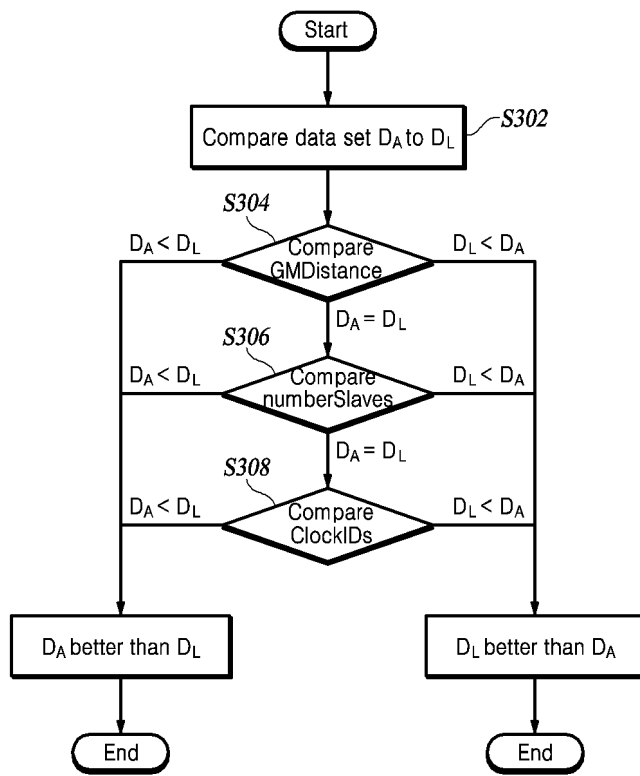 Start
Compare data set D_A to D_L
S302
S304
D_A < D_L
Compare
GMDistance
D_L < D_A
D_A = D_L
S306
D_A < D_L
Compare
numberSlaves
D_L < D_A
D_A = D_L
S308
D_A < D_L
Compare
ClockIDs
D_L < D_A
D_A better than D_L
D_L better than D_A
End
End